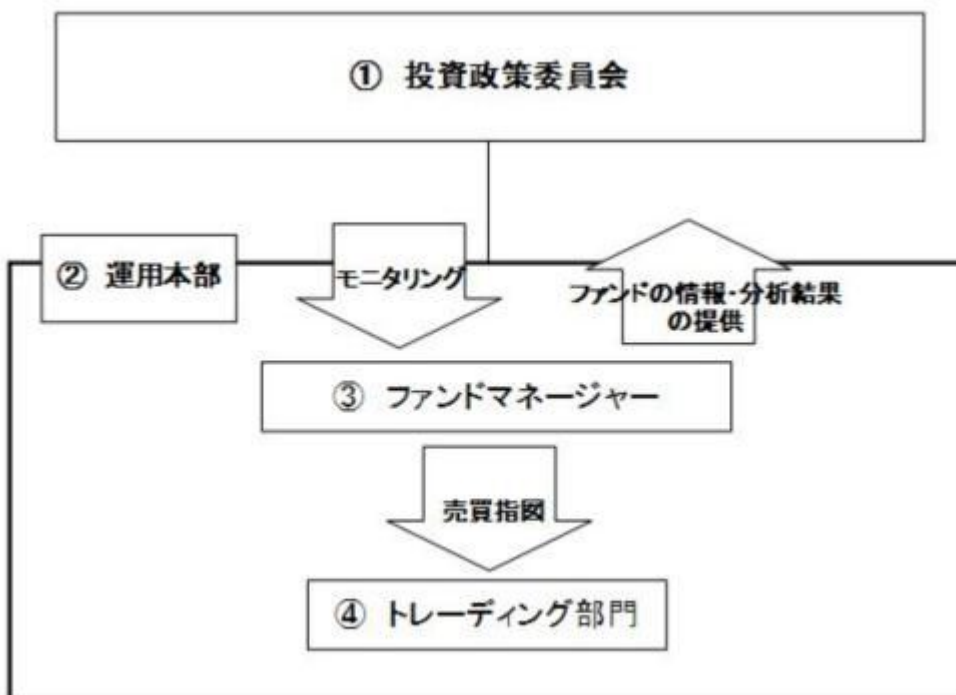 ① 投資政策委員会
② 運用本部
モニタリング
ファンドの情報・分析結果
の提供
③ ファンドマネージャー
売買指図
④ トレーディング部門